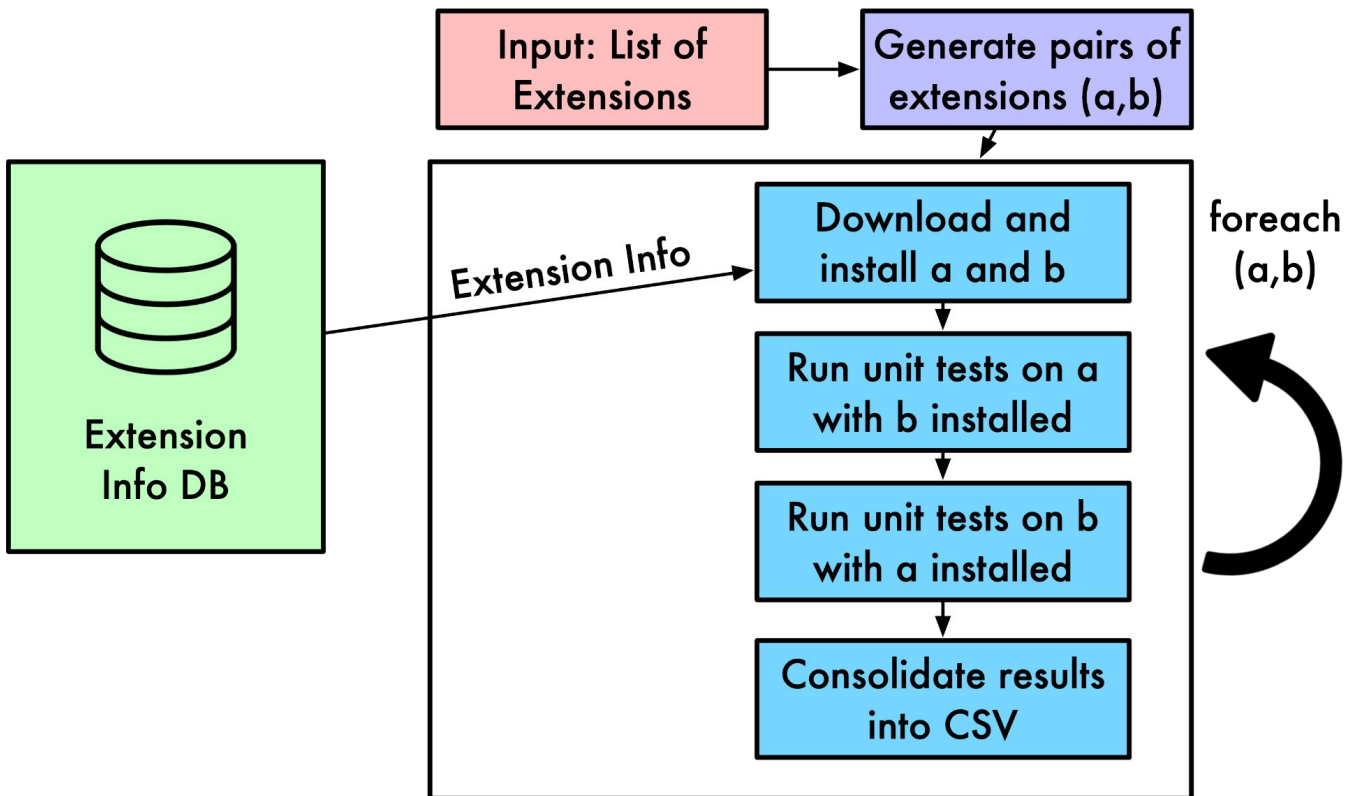 Input: List of
Extensions
Generate pairs of
extensions (a,b)
Extension
Info DB
Extension Info
Download and
install a and b
Run unit tests on a
with b installed
Run unit tests on b
with a installed
Consolidate results
into CSV
foreach
(a,b)